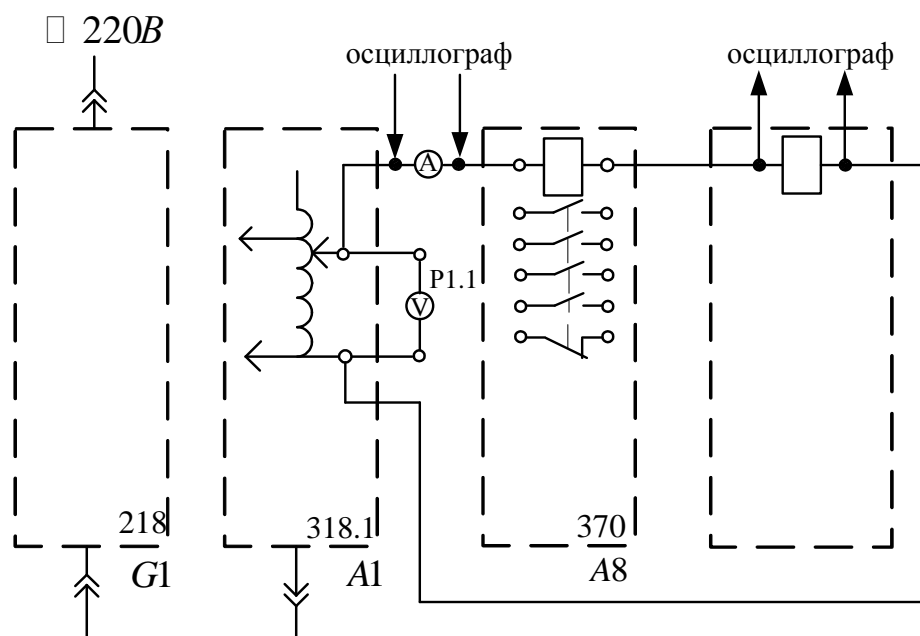 □ 220В
осциллограф
осциллограф
A
P1.1
V
218
318.1
370
G1
A1
A8